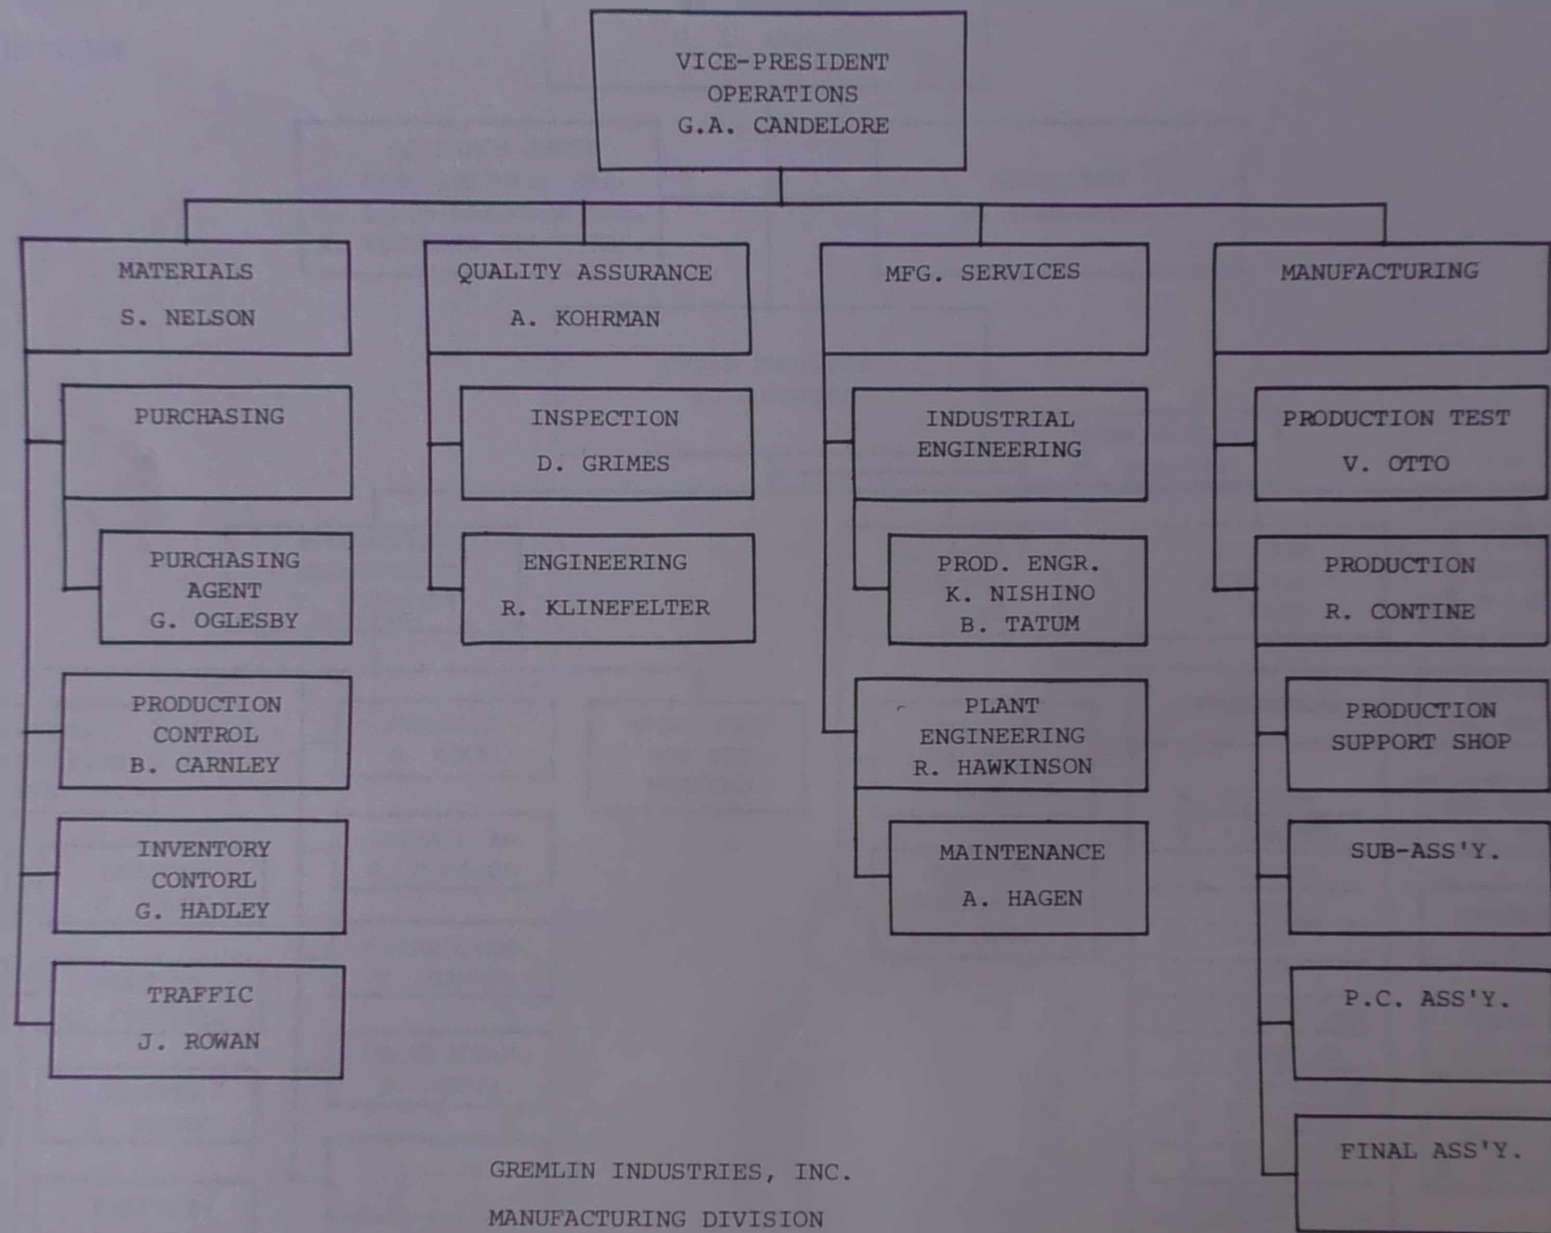 VICE-PRESIDENT
OPERATIONS
G.A. CANDELORE
MATERIALS
S. NELSON
PURCHASING
PURCHASING
AGENT
G. OGLESBY
PRODUCTION
CONTROL
B. CARNLEY
INVENTORY
CONTORL
G. HADLEY
TRAFFIC
J. ROWAN
QUALITY ASSURANCE
A. KOHRMAN
INSPECTION
D. GRIMES
ENGINEERING
R. KLINEFELTER
MFG. SERVICES
INDUSTRIAL
ENGINEERING
PROD. ENGR.
K. NISHINO
B. TATUM
PLANT
ENGINEERING
R. HAWKINSON
MAINTENANCE
A. HAGEN
MANUFACTURING
PRODUCTION TEST
V. OTTO
PRODUCTION
R. CONTINE
PRODUCTION
SUPPORT SHOP
SUB-ASS'Y.
P.C. ASS'Y.
FINAL ASS'Y.
GREMLIN INDUSTRIES, INC.
MANUFACTURING DIVISION